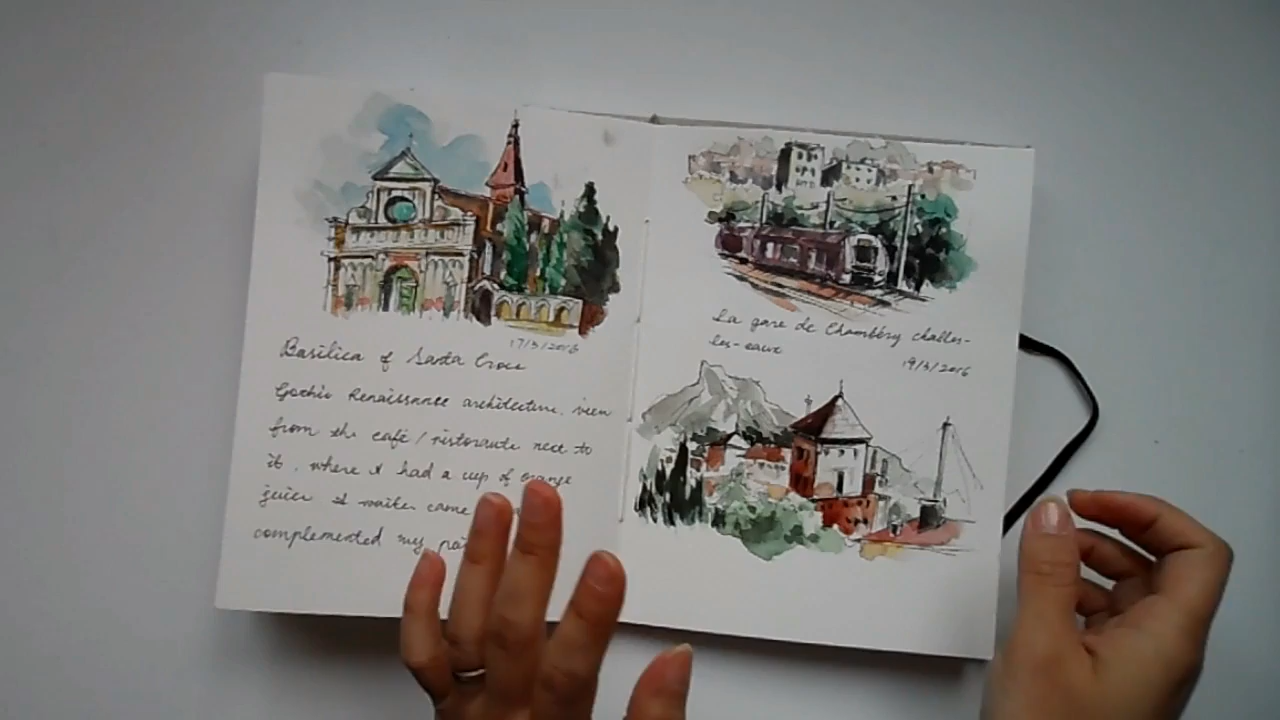 17/3/2016
Basilica of Santa Croce
Gothic Renaissance architecture. seen
from the café / ristorante next to
it, where I had a cup of orange
juice & waiter came
complemented my
La gare de Chambéry challes-
les-eaux
19/3/2016